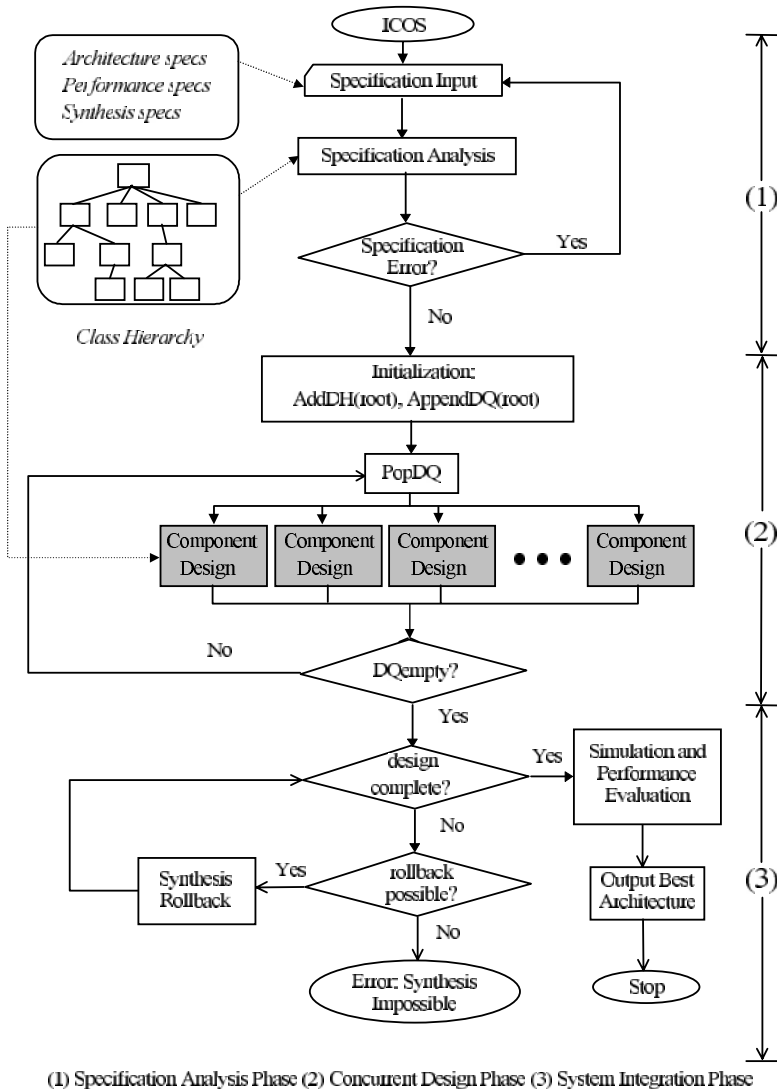 ICOS
Architecture specs
Performance specs
Synthesis specs
Specification Input
Specification Analysis
(1)
Specification
Error?
Yes
Class Hierarchy
No
Initialization:
AddDH(root), AppendDQ(root)
PopDQ
(2)
Component
Design
Component
Design
Component
Design
Component
Design
No
DQempty?
Yes
design
complete?
Yes
Simulation and
Performance
Evaluation
No
Synthesis
Rollback
Yes
rollback
possible?
Output Best
Architecture
(3)
No
Error: Synthesis
Impossible
Stop
(1) Specification Analysis Phase (2) Concurrent Design Phase (3) System Integration Phase